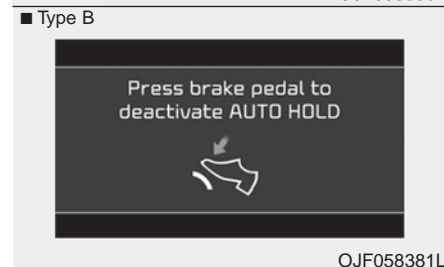 ■ Type B
Press brake pedal to
deactivate AUTO HOLD
OJF058381L